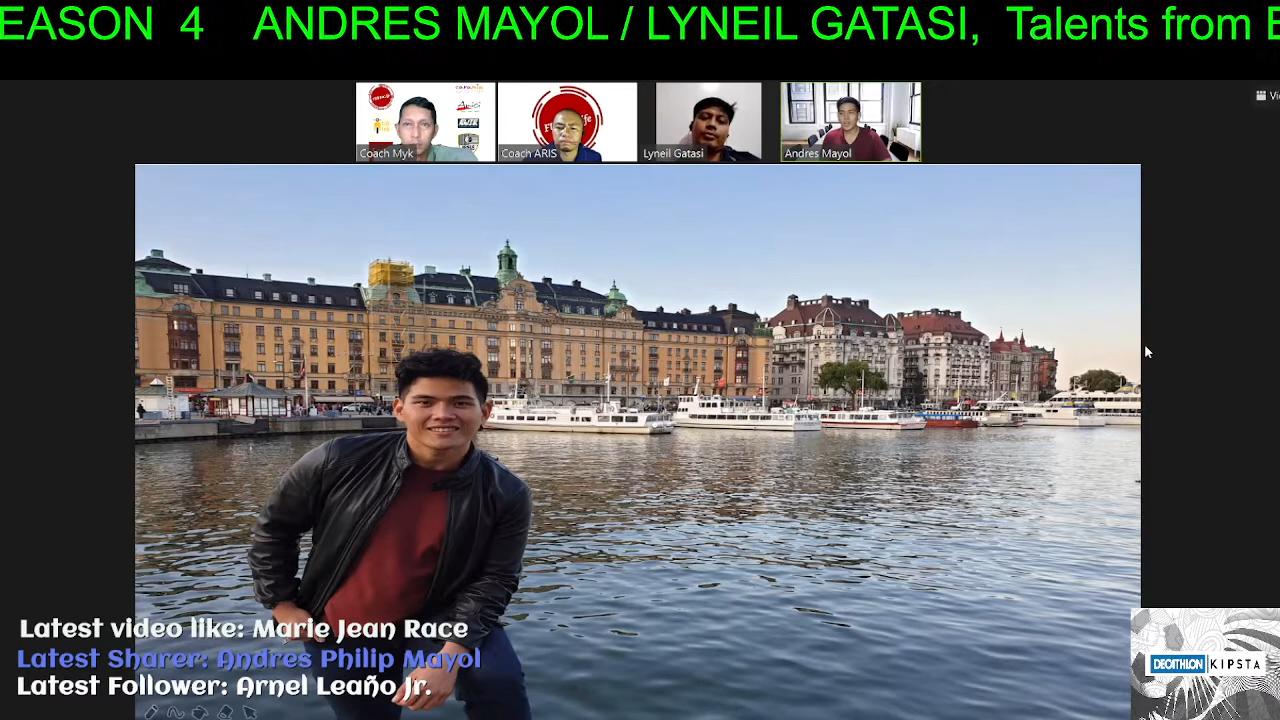 EASON 4 ANDRES MAYOL / LYNEIL GATASI, Talents from
Coach Myk
Coach ARIS
Lyneil Gatasi
Andres Mayol
Latest video like: Marie Jean Race
Latest Sharer: Andres Philip Mayol
Latest Follower: Arnel Leaño Jr.
DECATHLON KIPSTA